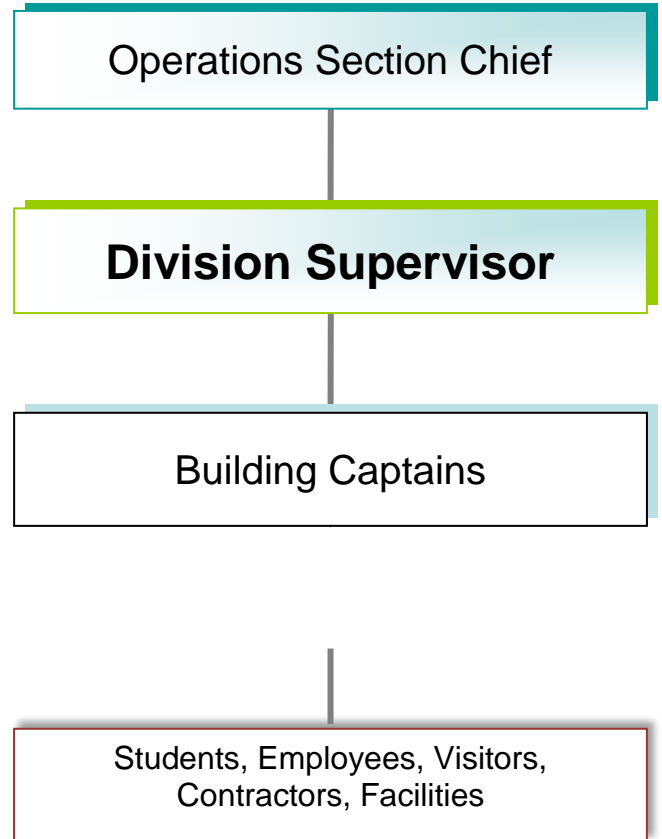 Operations Section Chief
Division Supervisor
Building Captains
Students, Employees, Visitors,
Contractors, Facilities